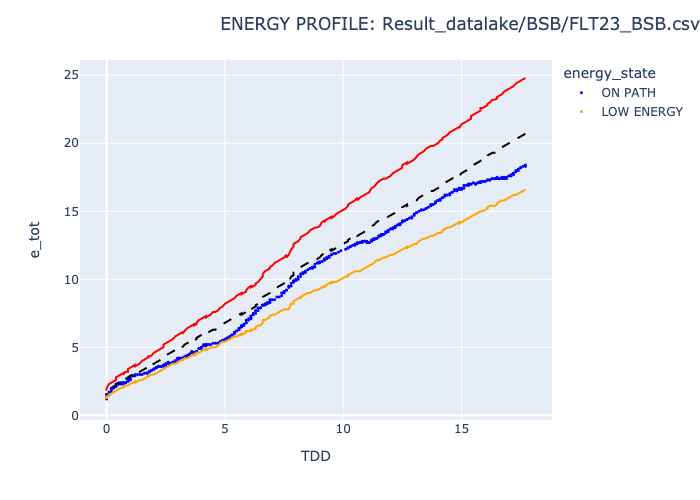 ENERGY PROFILE: Result_datalake/BSB/FLT23_BSB.csv
energy_state
ON PATH
LOW ENERGY
25
20
15
10
5
0
e_tot
0
5
10
15
TDD